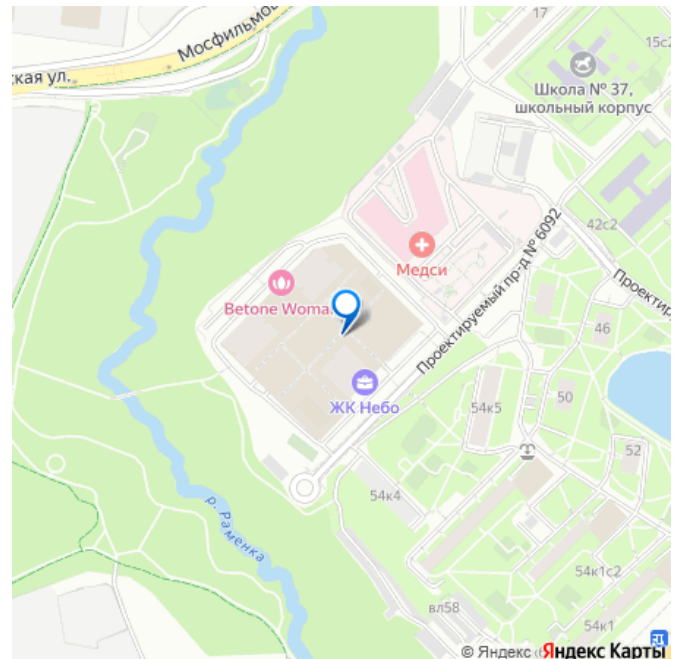 17
15с2
Мосфильмов
ская ул.
Школа № 37,
школьный корпус
42с2
Медси
Проектируемый пр-д № 6092
Проектиру
Betone Woma...
46
ЖК Небо
54к5
50
52
54к4
р. Раменка
54к1с2
вл58
54к1
© Яндекс Яндекс Карты